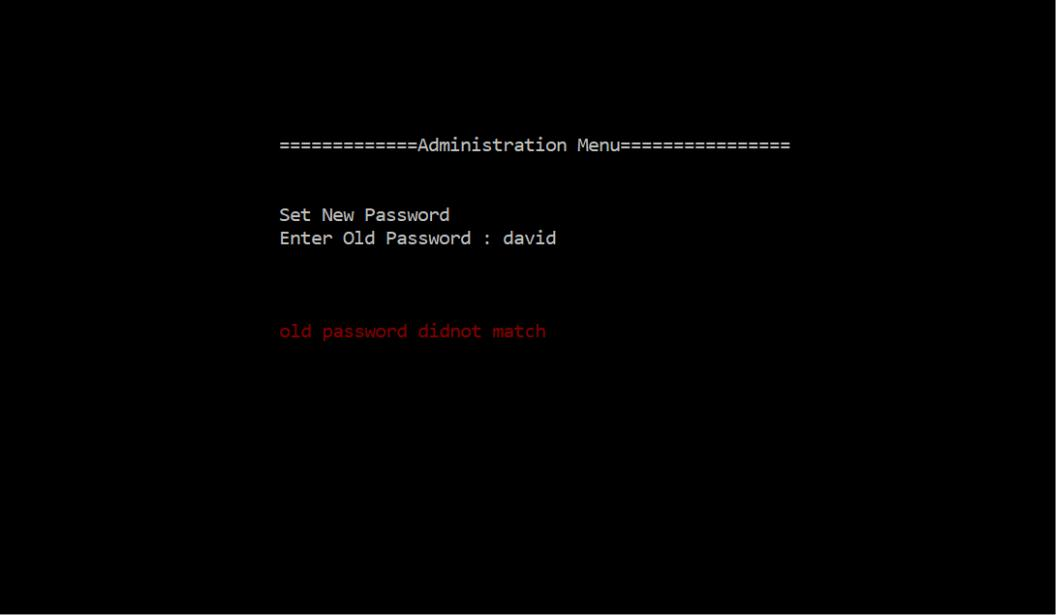 =============Administration Menu================
Set New Password
Enter Old Password : david
old password didnot match